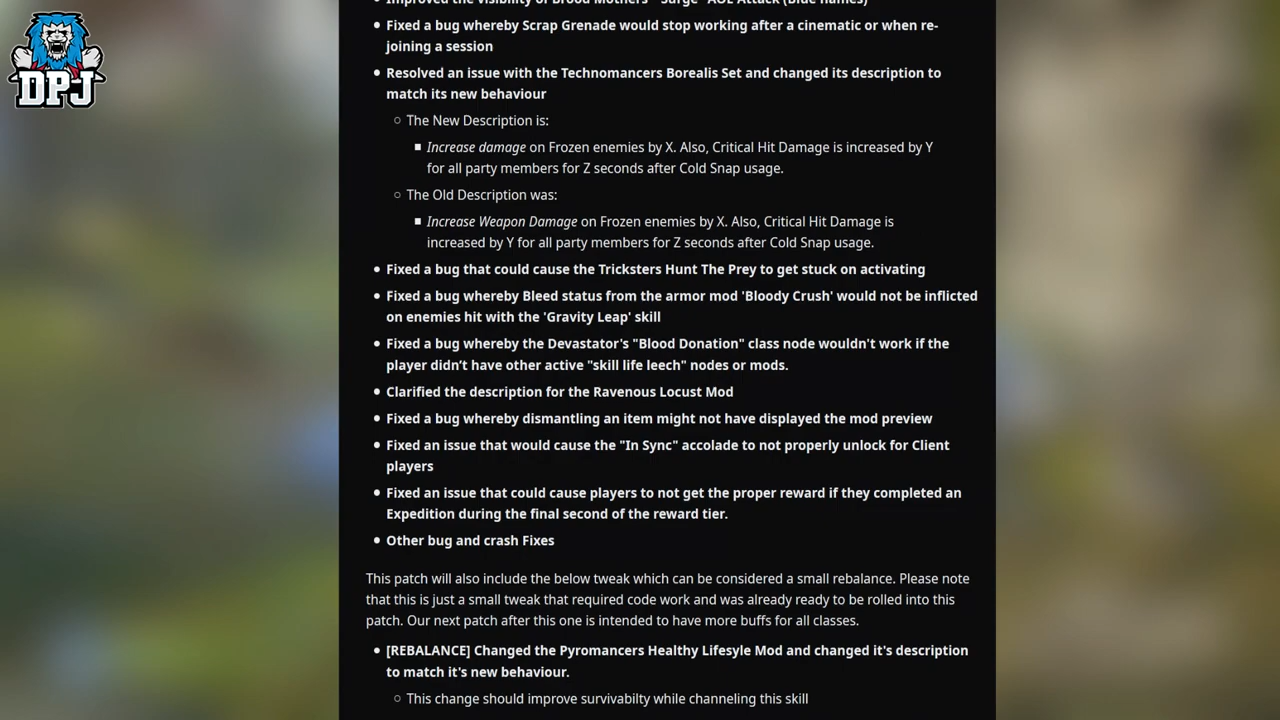 Improved the visibility of Brood Mothers "Surge" AOE Attack (Blue names)
DPJ
Fixed a bug whereby Scrap Grenade would stop working after a cinematic or when re-
joining a session
Resolved an issue with the Technomancers Borealis Set and changed its description to
match its new behaviour
The New Description is:
Increase damage on Frozen enemies by X. Also, Critical Hit Damage is increased by Y
for all party members for Z seconds after Cold Snap usage.
The Old Description was:
Increase Weapon Damage on Frozen enemies by X. Also, Critical Hit Damage is
increased by Y for all party members for Z seconds after Cold Snap usage.
Fixed a bug that could cause the Tricksters Hunt The Prey to get stuck on activating
Fixed a bug whereby Bleed status from the armor mod 'Bloody Crush' would not be inflicted
on enemies hit with the 'Gravity Leap' skill
Fixed a bug whereby the Devastator's "Blood Donation" class node wouldn't work if the
player didn't have other active "skill life leech" nodes or mods.
Clarified the description for the Ravenous Locust Mod
Fixed a bug whereby dismantling an item might not have displayed the mod preview
Fixed an issue that would cause the "In Sync" accolade to not properly unlock for Client
players
Fixed an issue that could cause players to not get the proper reward if they completed an
Expedition during the final second of the reward tier.
Other bug and crash Fixes
This patch will also include the below tweak which can be considered a small rebalance. Please note
that this is just a small tweak that required code work and was already ready to be rolled into this
patch. Our next patch after this one is intended to have more buffs for all classes.
[REBALANCE] Changed the Pyromancers Healthy Lifesyle Mod and changed it's description
to match it's new behaviour.
This change should improve survivabilty while channeling this skill